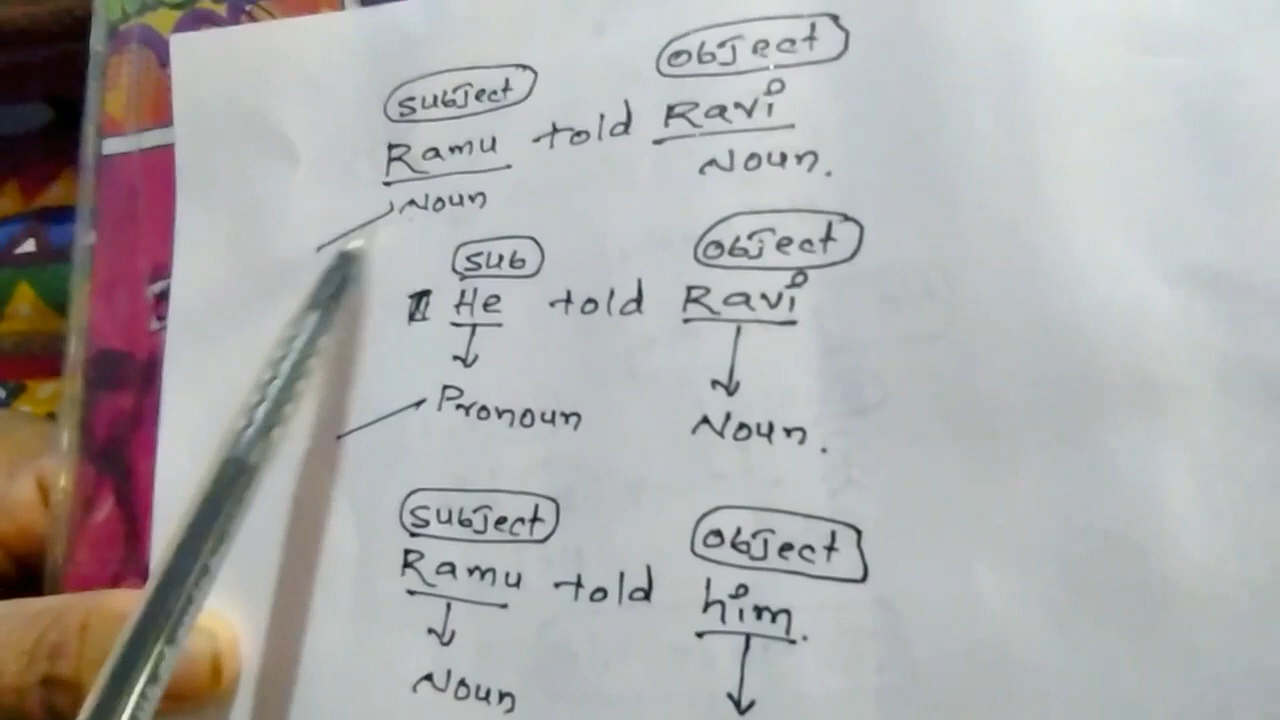 subject object
Ramu told Ravi
Noun Noun.
sub object
He told Ravi
Pronoun Noun.
subject object
Ramu told him.
Noun